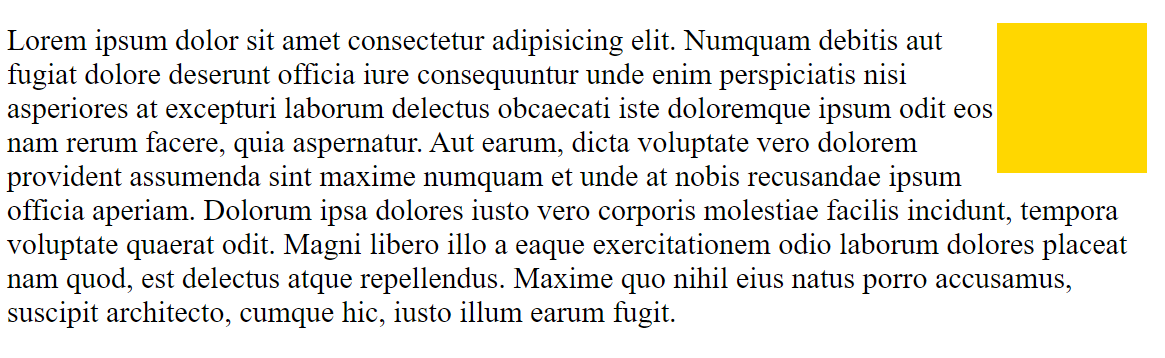 Lorem ipsum dolor sit amet consectetur adipisicing elit. Numquam debitis aut
fugiat dolore deserunt officia iure consequuntur unde enim perspiciatis nisi
asperiores at excepturi laborum delectus obcaecati iste doloremque ipsum odit eos
nam rerum facere, quia aspernatur. Aut earum, dicta voluptate vero dolorem
provident assumenda sint maxime numquam et unde at nobis recusandae ipsum
officia aperiam. Dolorum ipsa dolores iusto vero corporis molestiae facilis incidunt, tempora
voluptate quaerat odit. Magni libero illo a eaque exercitationem odio laborum dolores placeat
nam quod, est delectus atque repellendus. Maxime quo nihil eius natus porro accusamus,
suscipit architecto, cumque hic, iusto illum earum fugit.